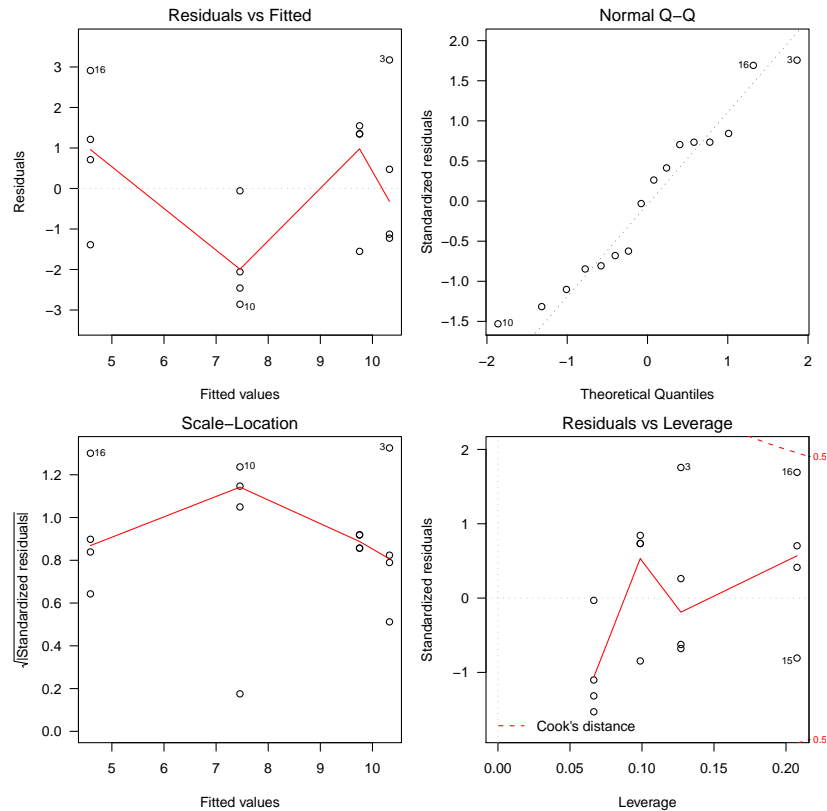 Residuals vs Fitted
3
2
1
0
−1
−2
−3
Residuals
16
3
10
5 6 7 8 9 10
Fitted values
Normal Q−Q
2.0
1.5
1.0
0.5
0.0
−0.5
−1.0
−1.5
Standardized residuals
16
3
10
−2 −1 0 1 2
Theoretical Quantiles
Scale−Location
1.2
1.0
0.8
0.6
0.4
0.2
0.0
√|Standardized residuals|
16
10
3
5 6 7 8 9 10
Fitted values
Residuals vs Leverage
2
1
0
−1
Standardized residuals
3
16
15
0.5
0.5
Cook's distance
0.00 0.05 0.10 0.15 0.20
Leverage